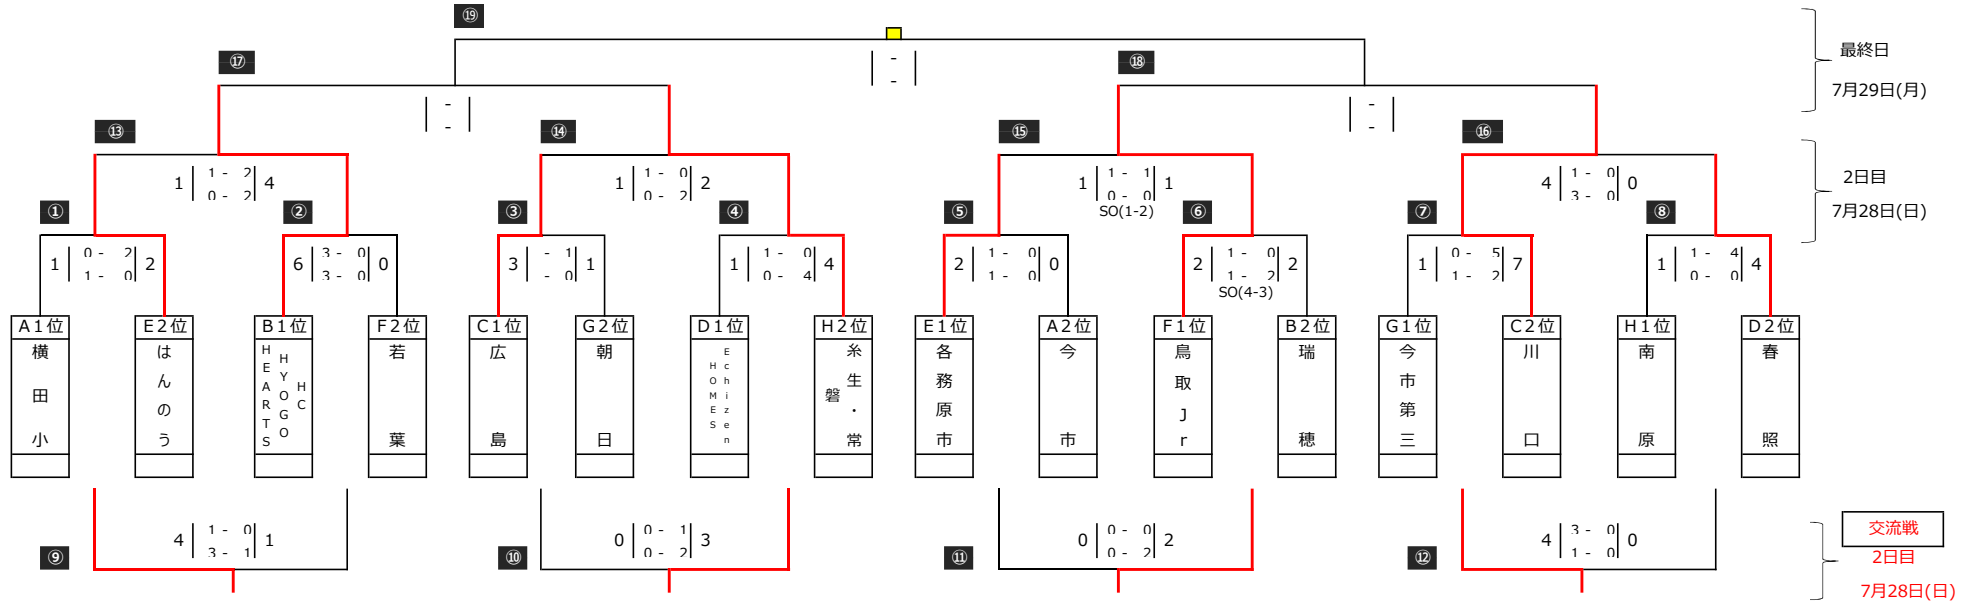 ⑲
最終日
7月29日(月)
-
-
⑰
⑱
-
-
-
-
⑬
⑭
⑮
⑯
2日目
7月28日(日)
1 1 - 2 4
0 - 2
1 1 - 0 2
0 - 2
1 1 - 1 1
0 - 0
SO(1-2)
4 1 - 0 0
3 - 0
①
②
③
④
⑤
⑥
⑦
⑧
1 0 - 2 2
1 - 0
6 3 - 0 0
3 - 0
3 - 1 1
- 0
1 1 - 0 4
0 - 4
2 1 - 0 0
1 - 0
2 1 - 0 2
1 - 2
SO(4-3)
1 0 - 5 7
1 - 2
1 1 - 4 4
0 - 0
A1位
横田小
E2位
はんのう
B1位
HC
HYOGO
HEARTS
F2位
若葉
C1位
広島
G2位
朝日
D1位
Echizen
HOMES
H2位
糸生・常
磐
E1位
各務原市
A2位
今市
F1位
鳥取Jr
B2位
瑞穂
G1位
今市第三
C2位
川口
H1位
南原
D2位
春照
4 1 - 0 1
3 - 1
0 0 - 1 3
0 - 2
0 0 - 0 2
0 - 2
4 3 - 0 0
1 - 0
⑨
⑩
⑪
⑫
交流戦
2日目
7月28日(日)